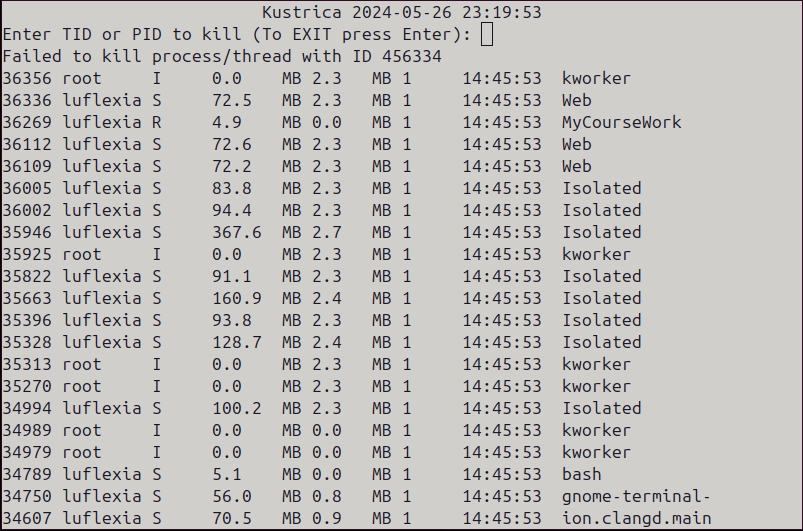 Kustrica 2024-05-26 23:19:53
Enter TID or PID to kill (To EXIT press Enter):
Failed to kill process/thread with ID 456334
36356 root I 0.0 MB 2.3 MB 1 14:45:53 kworker
36336 luflexia S 72.5 MB 2.3 MB 1 14:45:53 Web
36269 luflexia R 4.9 MB 0.0 MB 1 14:45:53 MyCourseWork
36112 luflexia S 72.6 MB 2.3 MB 1 14:45:53 Web
36109 luflexia S 72.2 MB 2.3 MB 1 14:45:53 Web
36005 luflexia S 83.8 MB 2.3 MB 1 14:45:53 Isolated
36002 luflexia S 94.4 MB 2.3 MB 1 14:45:53 Isolated
35946 luflexia S 367.6 MB 2.7 MB 1 14:45:53 Isolated
35925 root I 0.0 MB 2.3 MB 1 14:45:53 kworker
35822 luflexia S 91.1 MB 2.3 MB 1 14:45:53 Isolated
35663 luflexia S 160.9 MB 2.4 MB 1 14:45:53 Isolated
35396 luflexia S 93.8 MB 2.3 MB 1 14:45:53 Isolated
35328 luflexia S 128.7 MB 2.4 MB 1 14:45:53 Isolated
35313 root I 0.0 MB 2.3 MB 1 14:45:53 kworker
35270 root I 0.0 MB 2.3 MB 1 14:45:53 kworker
34994 luflexia S 100.2 MB 2.3 MB 1 14:45:53 Isolated
34989 root I 0.0 MB 0.0 MB 1 14:45:53 kworker
34979 root I 0.0 MB 0.0 MB 1 14:45:53 kworker
34789 luflexia S 5.1 MB 0.0 MB 1 14:45:53 bash
34750 luflexia S 56.0 MB 0.8 MB 1 14:45:53 gnome-terminal-
34607 luflexia S 70.5 MB 0.9 MB 1 14:45:53 ion.clangd.main